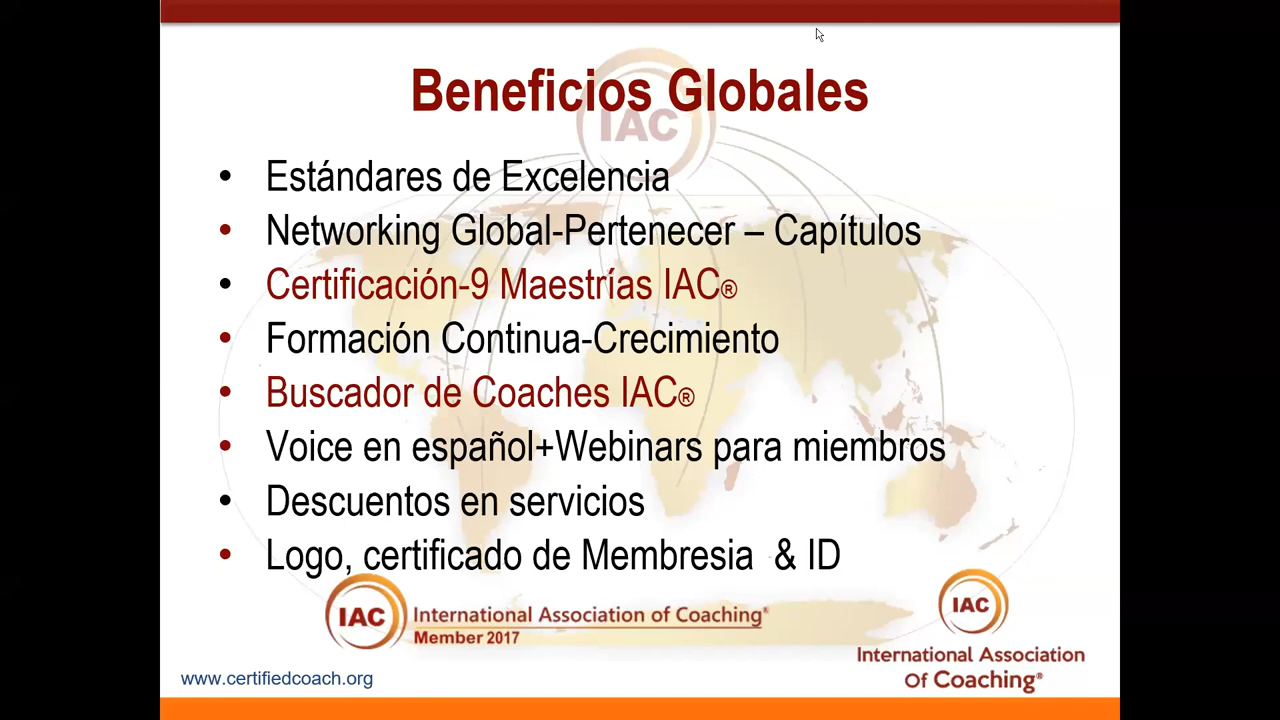 IAC
Beneficios Globales
• Estándares de Excelencia
• Networking Global-Pertenecer – Capítulos
• Certificación-9 Maestrías IAC®
• Formación Continua-Crecimiento
• Buscador de Coaches IAC®
• Voice en español+Webinars para miembros
• Descuentos en servicios
• Logo, certificado de Membresia & ID
IAC International Association of Coaching®
Member 2017
IAC
International Association
Of Coaching®
www.certifiedcoach.org